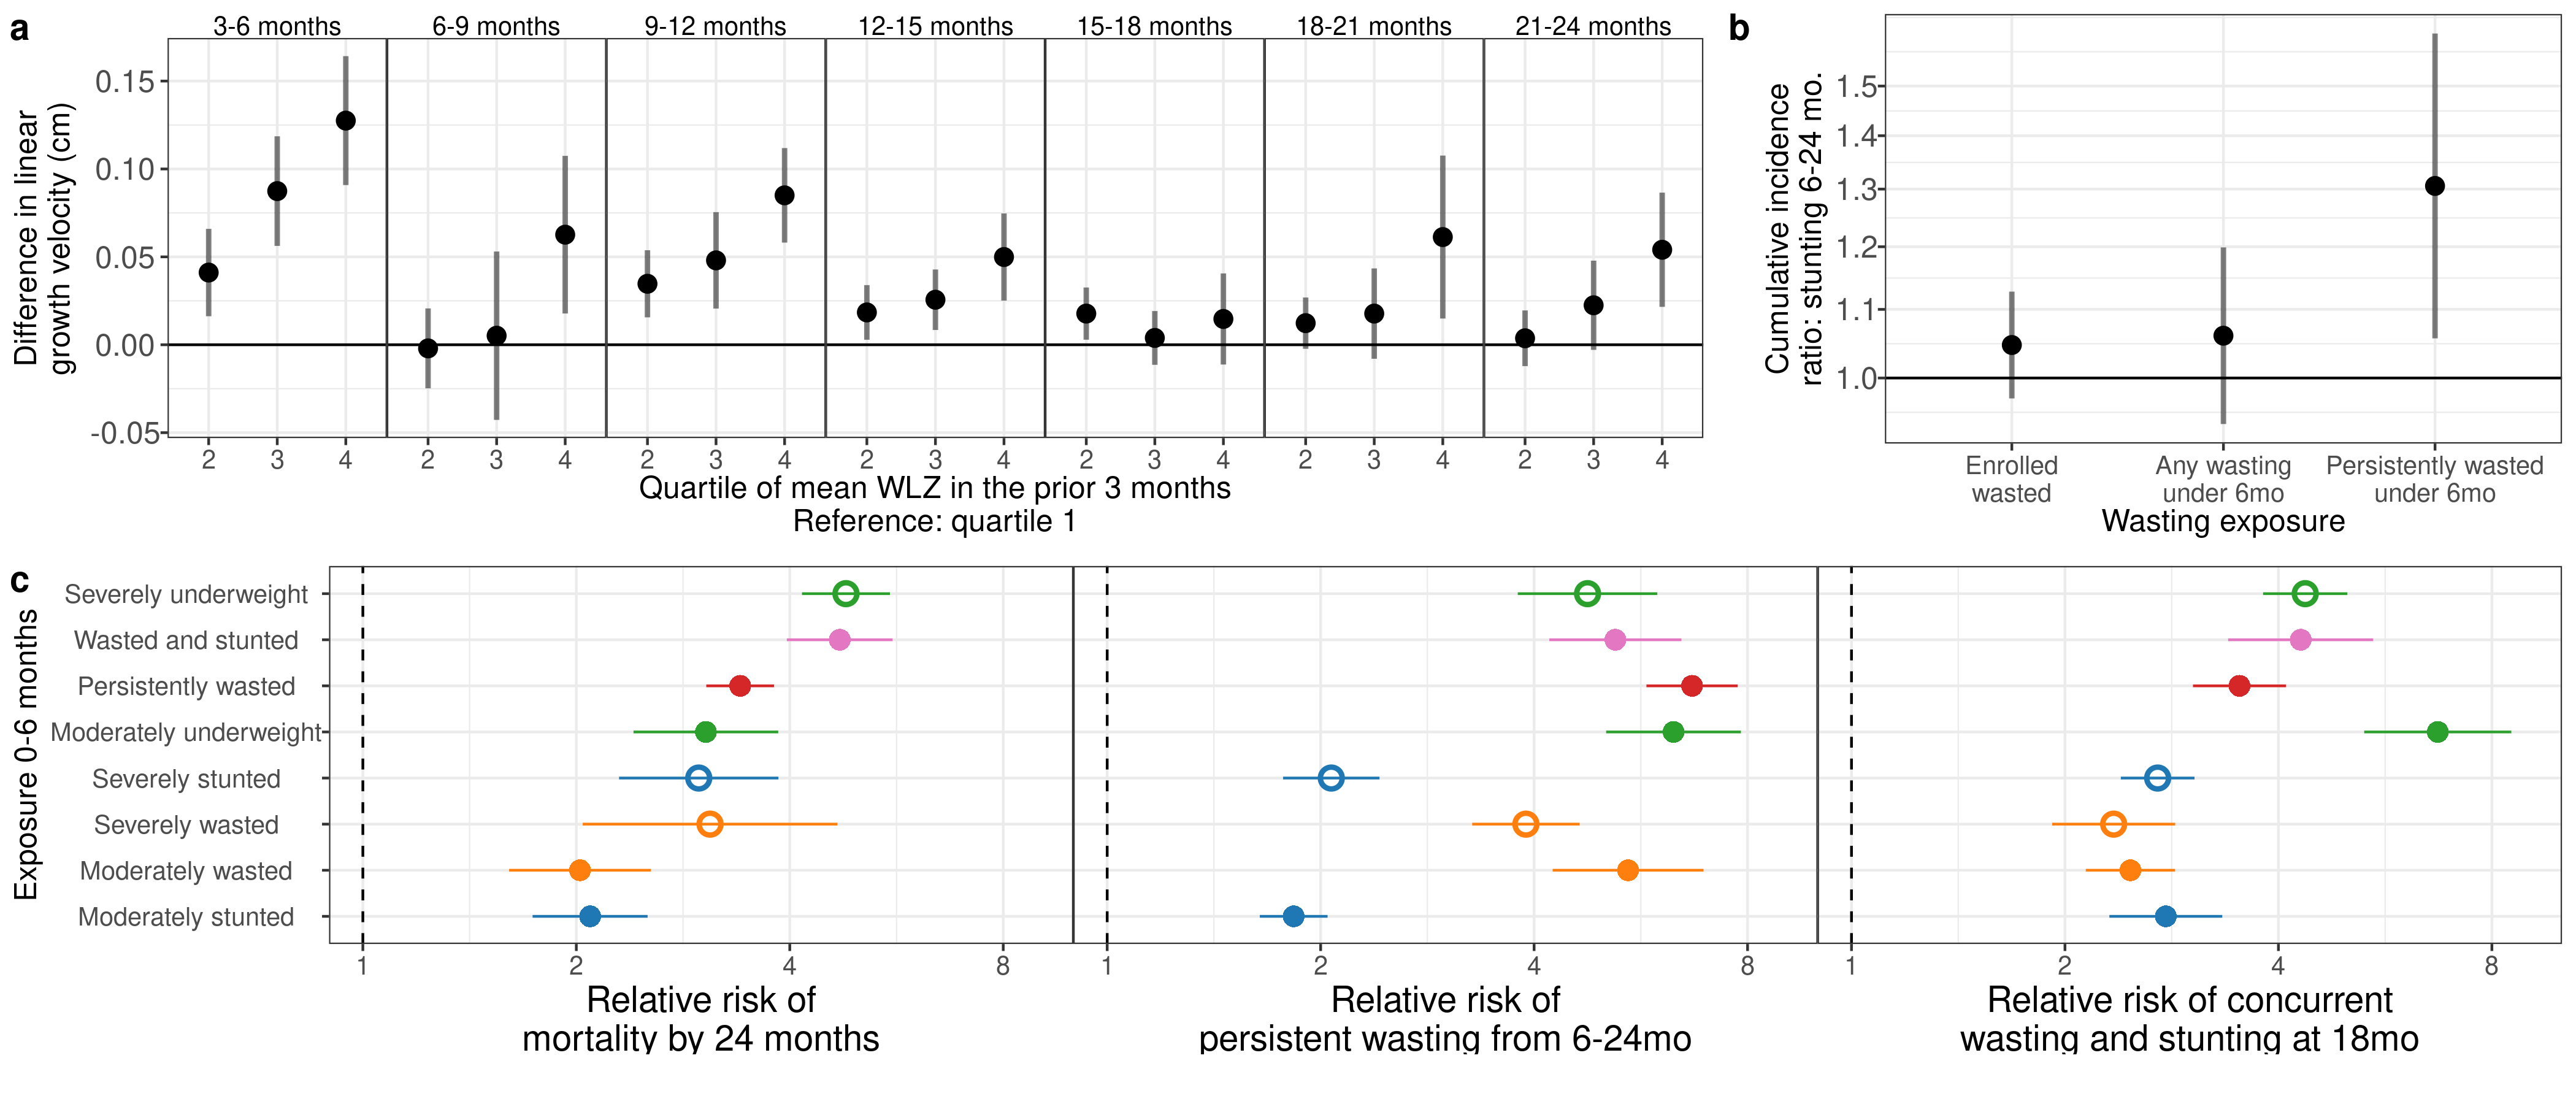 a
3-6 months 6-9 months 9-12 months 12-15 months 15-18 months 18-21 months 21-24 months
Difference in linear
growth velocity (cm)
0.15
0.10
0.05
0.00
-0.05
2 3 4 2 3 4 2 3 4 2 3 4 2 3 4 2 3 4 2 3 4
Quartile of mean WLZ in the prior 3 months
Reference: quartile 1
b
Cumulative incidence
ratio: stunting 6-24 mo.
1.5
1.4
1.3
1.2
1.1
1.0
Enrolled
wasted
Any wasting
under 6mo
Persistently wasted
under 6mo
Wasting exposure
c
Exposure 0-6 months
Severely underweight
Wasted and stunted
Persistently wasted
Moderately underweight
Severely stunted
Severely wasted
Moderately wasted
Moderately stunted
1 2 4 8 1 2 4 8 1 2 4 8
Relative risk of
mortality by 24 months
Relative risk of
persistent wasting from 6-24mo
Relative risk of concurrent
wasting and stunting at 18mo